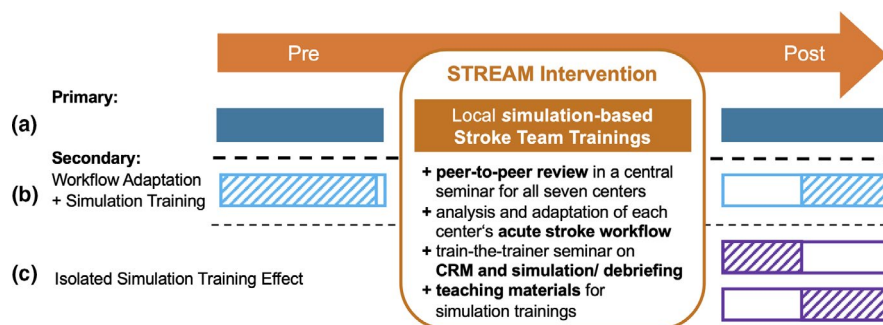 Pre
Post
STREAM Intervention
Primary:
(a)
Local simulation-based
Stroke Team Trainings
Secondary:
(b)
Workflow Adaptation
+ Simulation Training
+ peer-to-peer review in a central
seminar for all seven centers
+ analysis and adaptation of each
center's acute stroke workflow
+ train-the-trainer seminar on
CRM and simulation/ debriefing
+ teaching materials for
simulation trainings
(c)
Isolated Simulation Training Effect